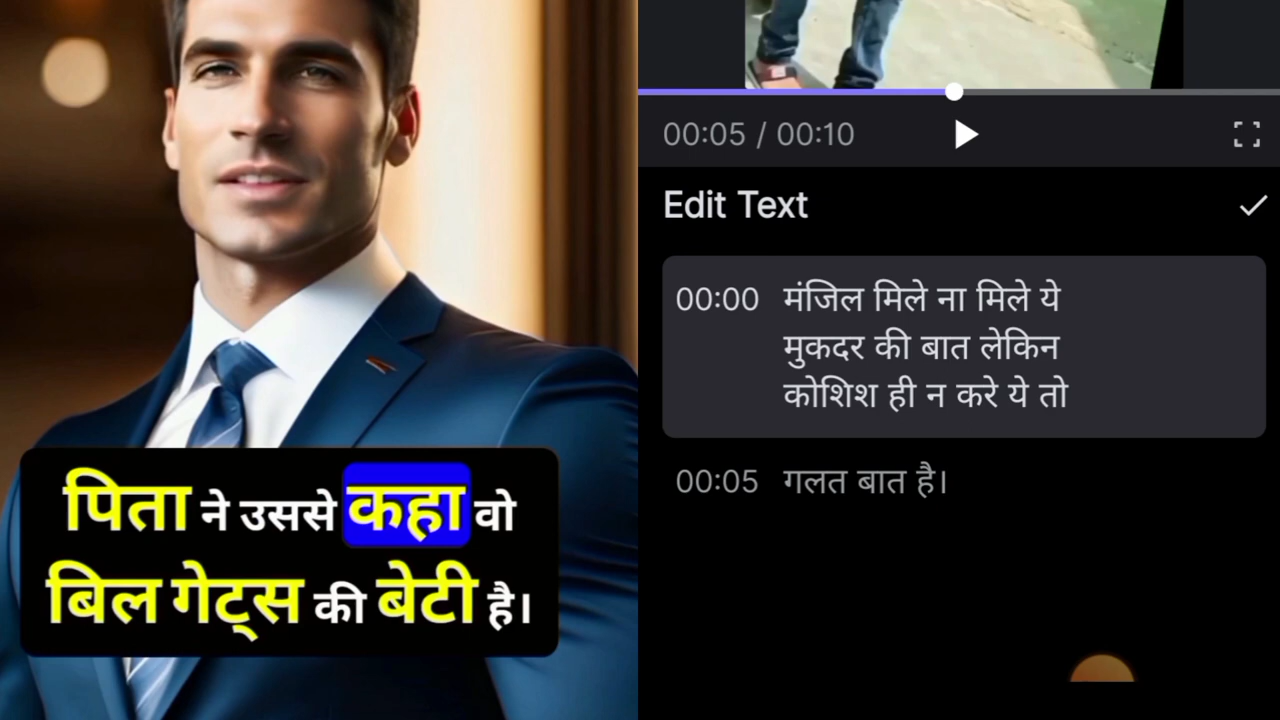 पिता ने उससे कहा वो
बिल गेट्स की बेटी है।
00:05 / 00:10
Edit Text
00:00 मंजिल मिले ना मिले ये
मुकदर की बात लेकिन
कोशिश ही न करे ये तो
00:05 गलत बात है।